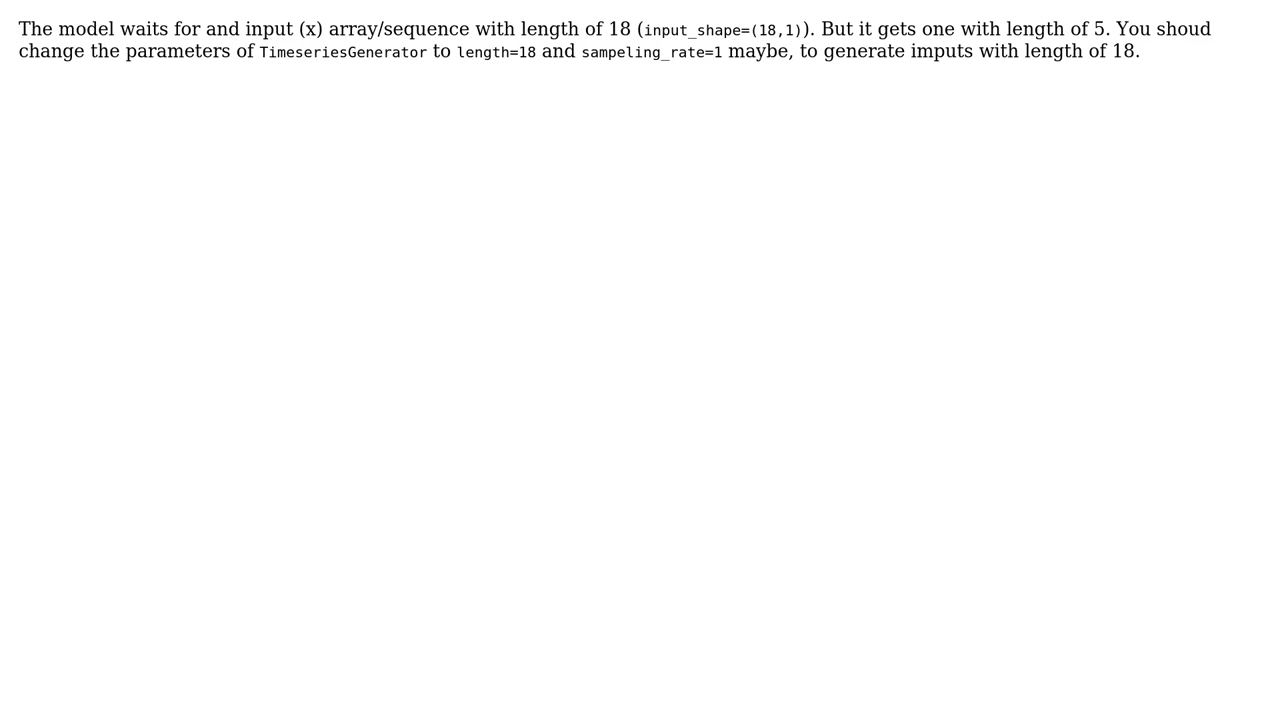 The model waits for and input (x) array/sequence with length of 18 (input_shape=(18,1)). But it gets one with length of 5. You shoud
change the parameters of TimeseriesGenerator to length=18 and sampeling_rate=1 maybe, to generate imputs with length of 18.